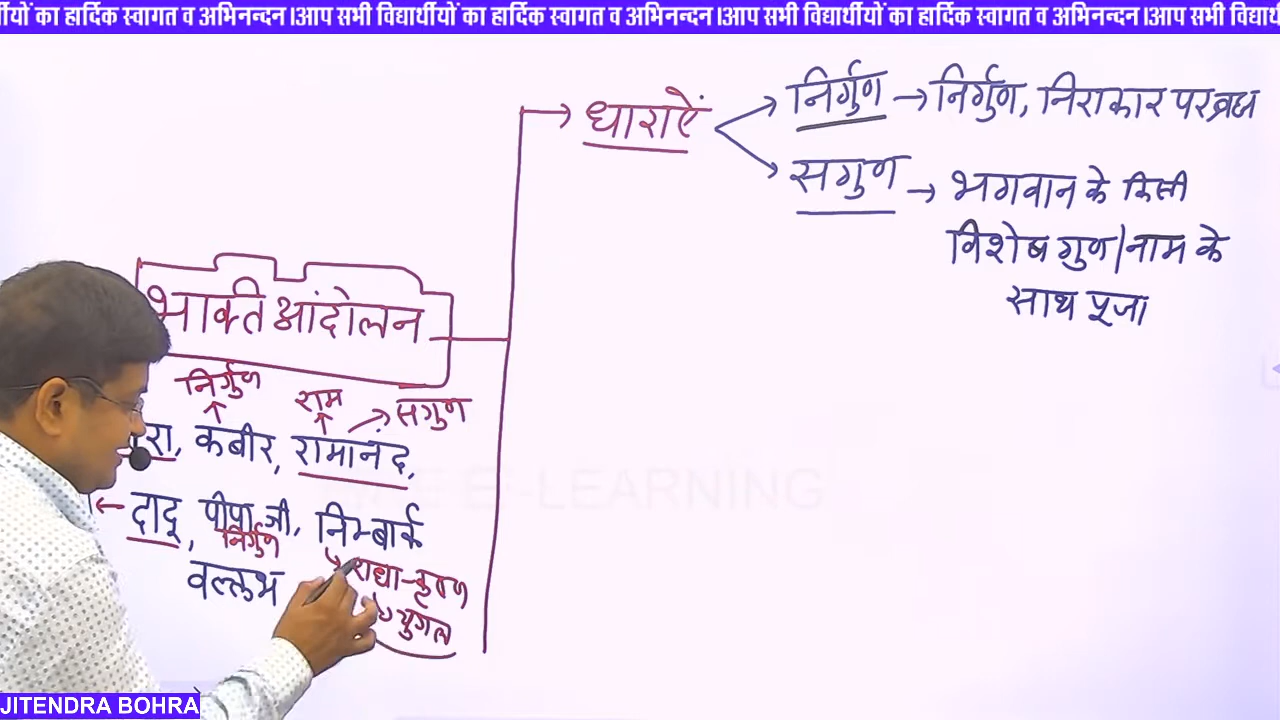 र्थीयों का हार्दिक स्वागत व अभिनन्दन।आप सभी विद्यार्थीयों का हार्दिक स्वागत व अभिनन्दन।आप सभी विद्यार्थीयों का हार्दिक स्वागत व अभिनन्दन।आप सभी
धाराऐं
निर्गुण → निर्गुण, निराकार परब्रह्म
सगुण → भगवान के किसी
विशेष गुण/नाम के
साथ पूजा
भक्ति आंदोलन
निर्गुण राम सगुण
कबीर, रामानंद,
दादू, पीपा जी, निम्बार्क
निर्गुण
वल्लभ राधा-कृष्ण
युगल
E-LEARNING
JITENDRA BOHRA